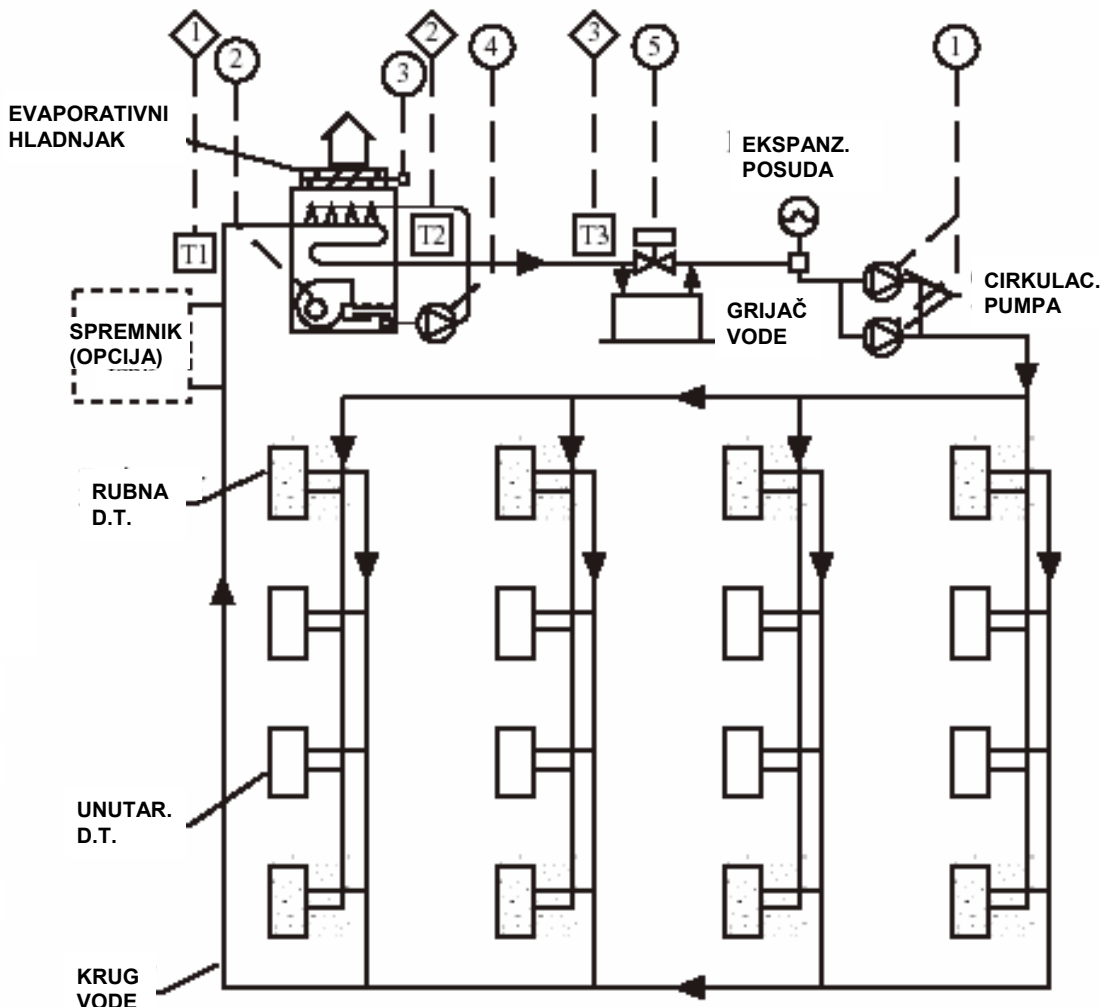 1
2
3
2
4
3
5
1
EVAPORATIVNI
HLADNJAK
EKSPANZ.
POSUDA
T1
T2
T3
CIRKULAC.
PUMPA
GRIJAČ
VODE
SPREMNIK
(OPCIJA)
RUBNA
D.T.
UNUTAR.
D.T.
KRUG
VODE